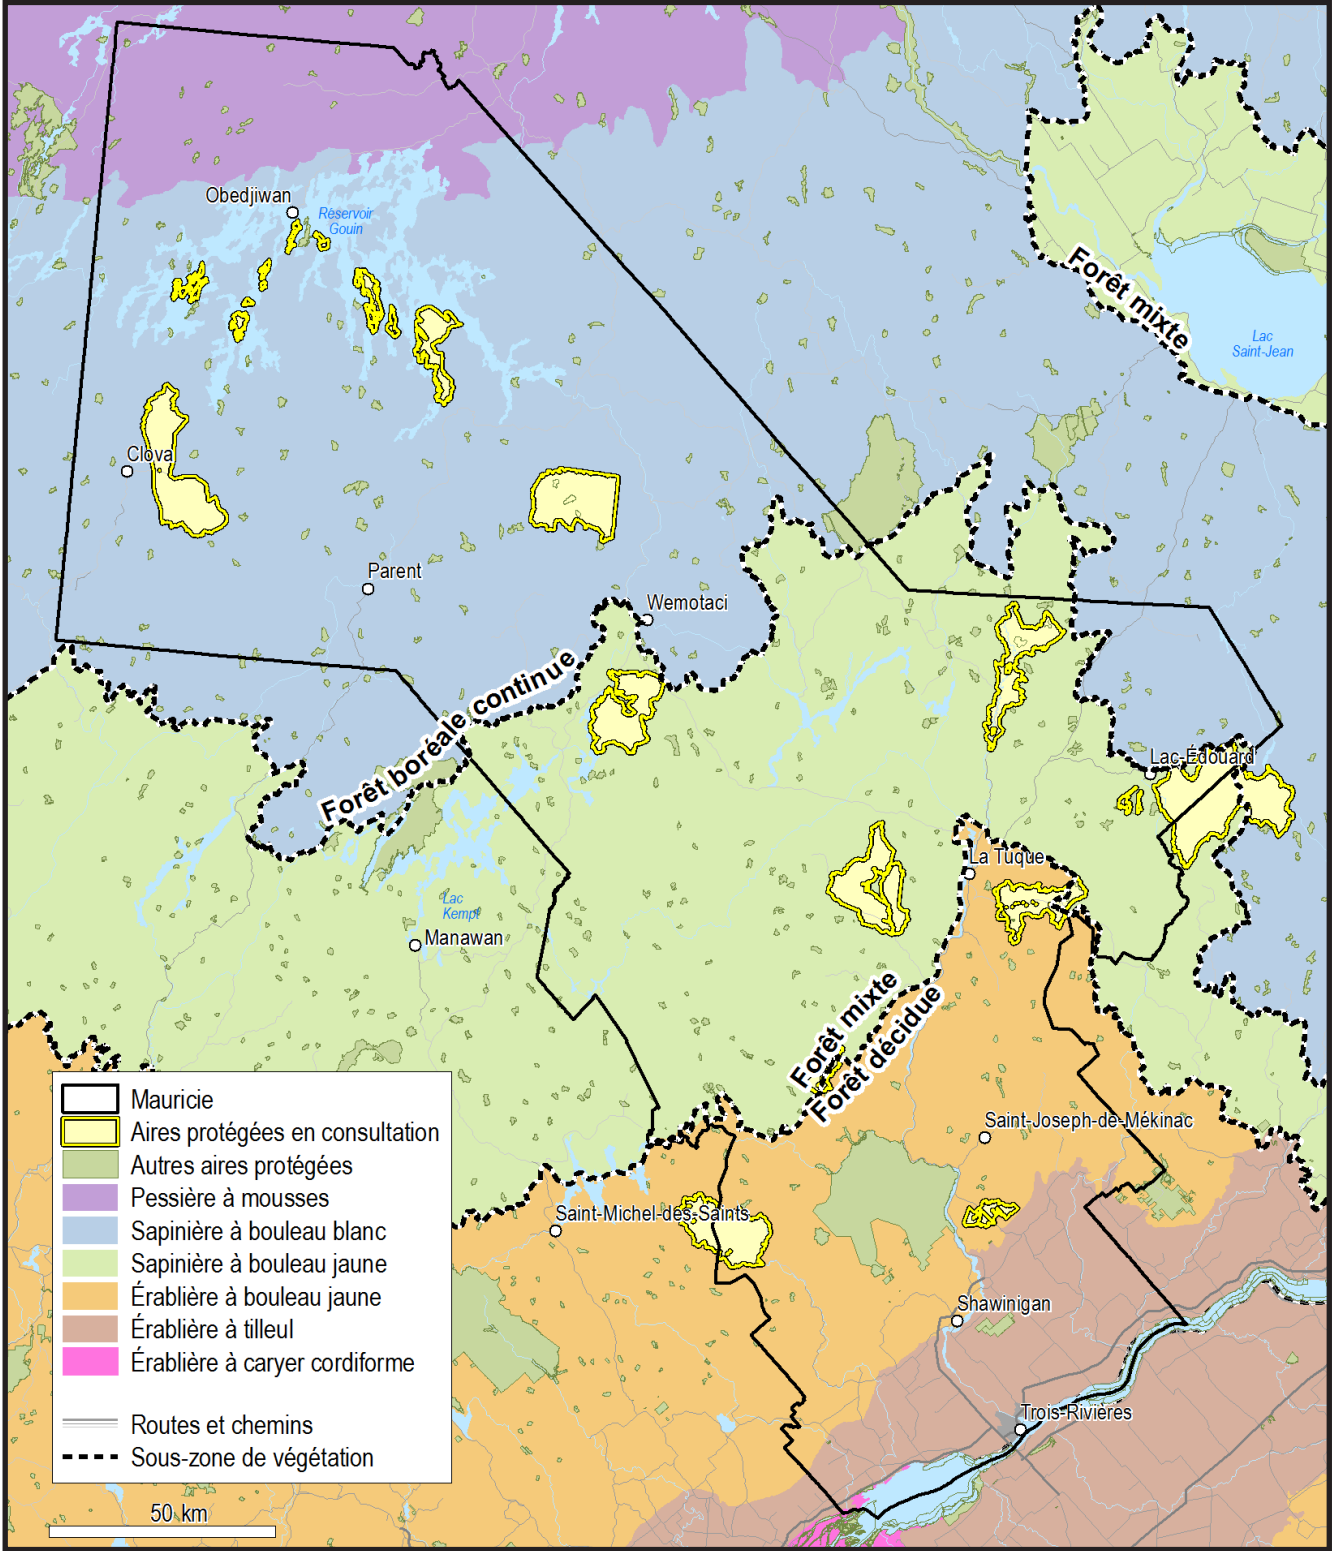 Obedjiwan
Réservoir
Gouin
Forêt mixte
Lac
Saint-Jean
Clova
Parent
Wemotaci
Forêt boréale continue
Lac-Édouard
La Tuque
Lac
Kempt
Manawan
Forêt mixte
Forêt décidue
Saint-Joseph-de-Mékinac
Saint-Michel-des-Saints
Shawinigan
Trois-Rivières
Mauricie
Aires protégées en consultation
Autres aires protégées
Pessière à mousses
Sapinière à bouleau blanc
Sapinière à bouleau jaune
Érablière à bouleau jaune
Érablière à tilleul
Érablière à caryer cordiforme
Routes et chemins
Sous-zone de végétation
50 km